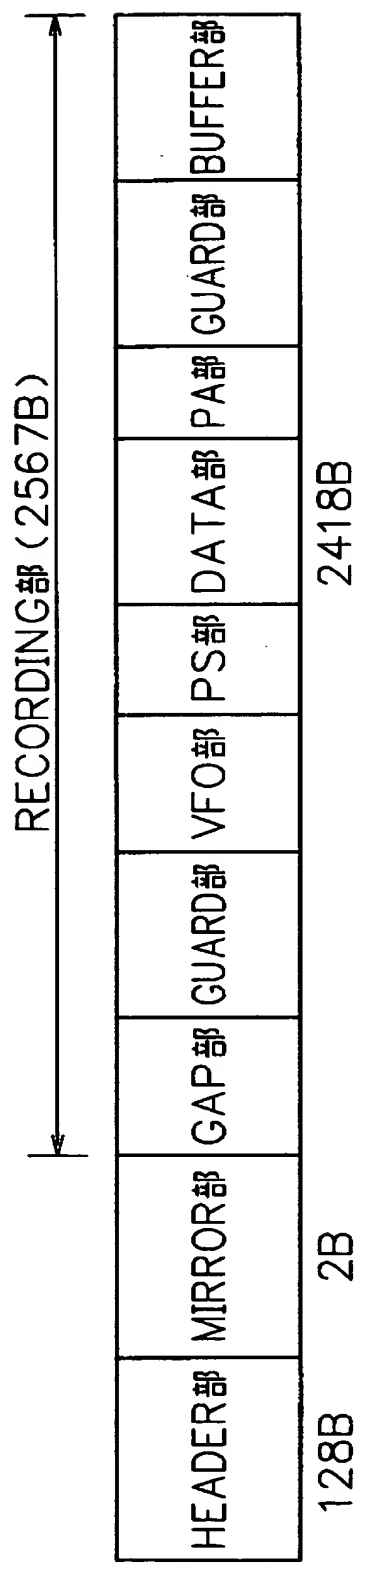 RECORDING部(2567B)
HEADER部
MIRROR部
GAP部
GUARD部
VFO部
PS部
DATA部
PA部
GUARD部
BUFFER部
128B
2B
2418B